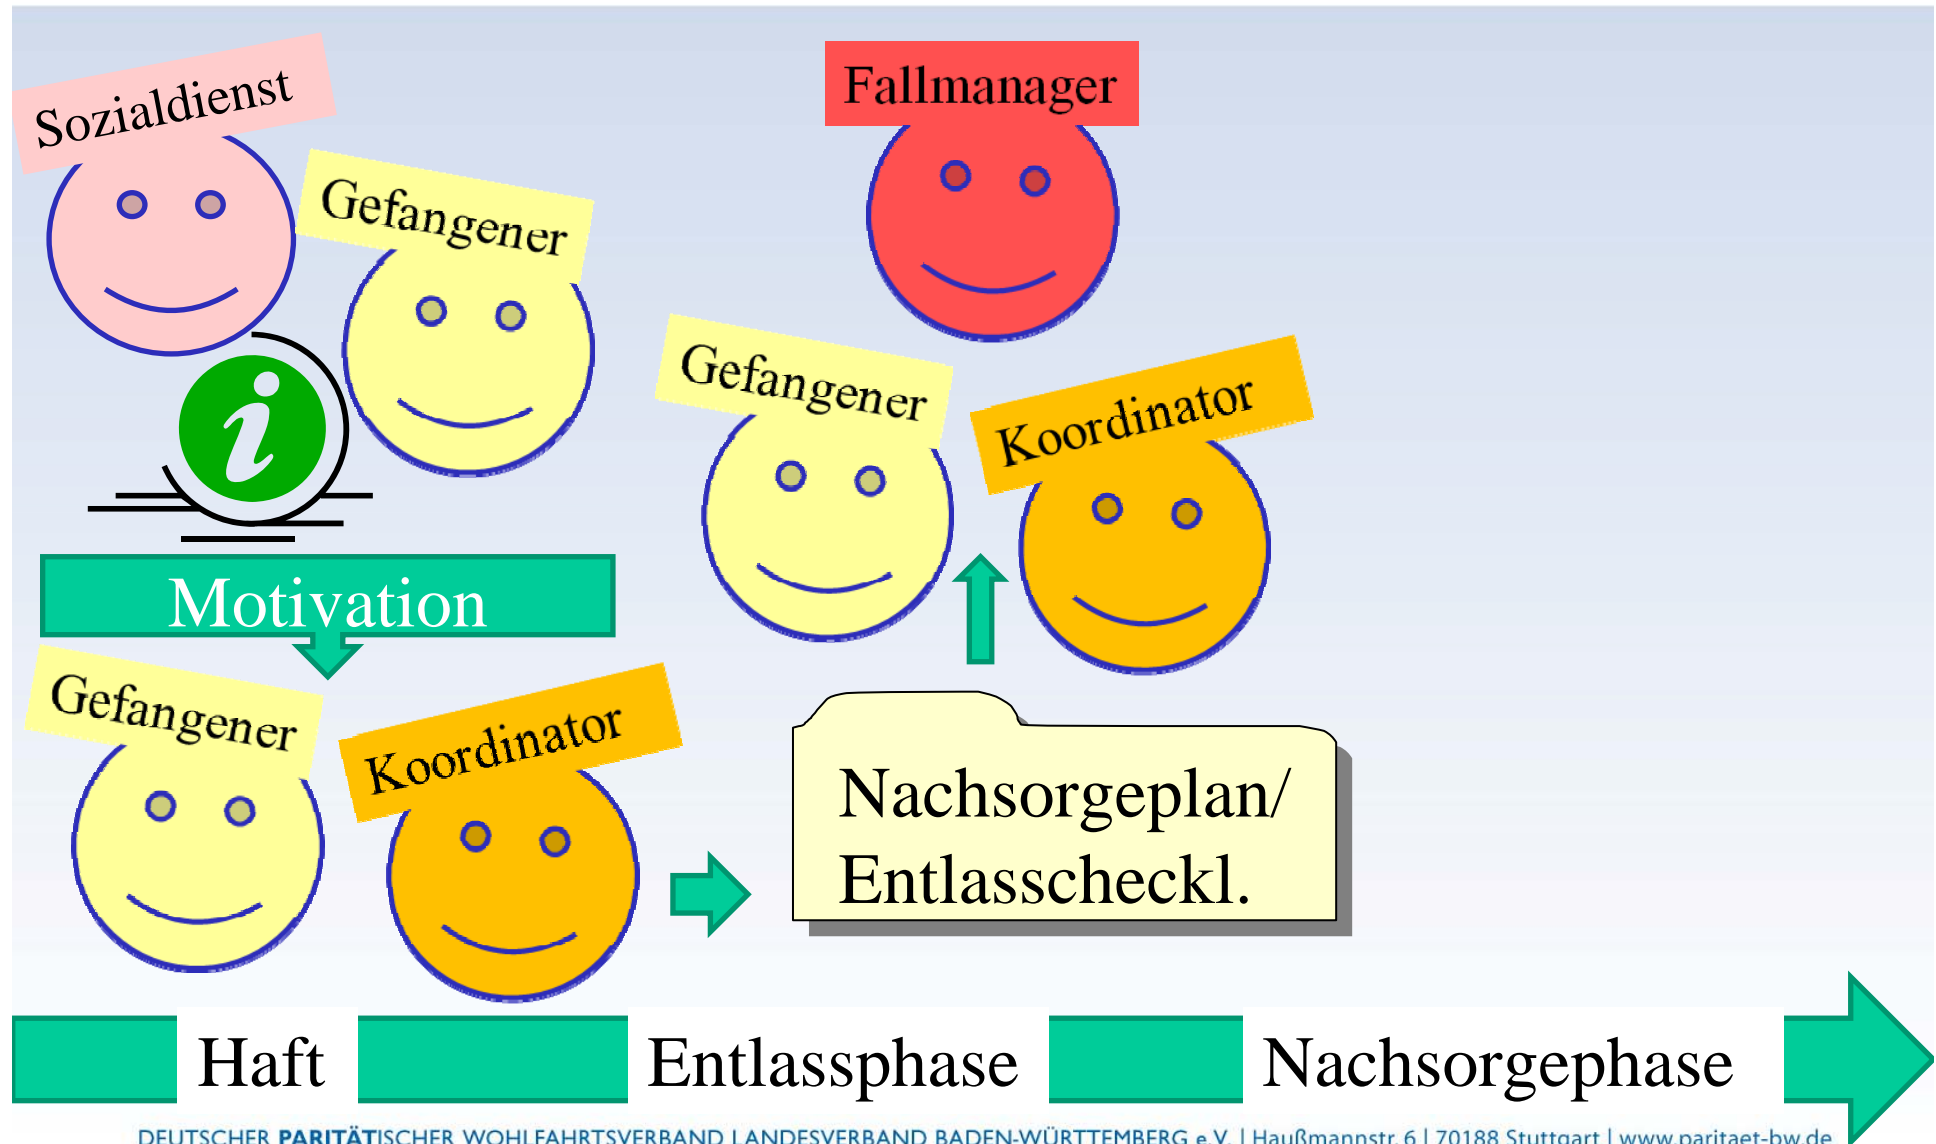 Sozialdienst
Gefangener
Motivation
Gefangener
Koordinator
Fallmanager
Gefangener
Koordinator
Nachsorgeplan/
Entlasscheckl.
Haft
Entlassphase
Nachsorgephase
DEUTSCHER PARITÄTISCHER WOHLFAHRTSVERBAND LANDESVERBAND BADEN-WÜRTTEMBERG e.V. | Haußmannstr. 6 | 70188 Stuttgart | www.paritaet-bw.de